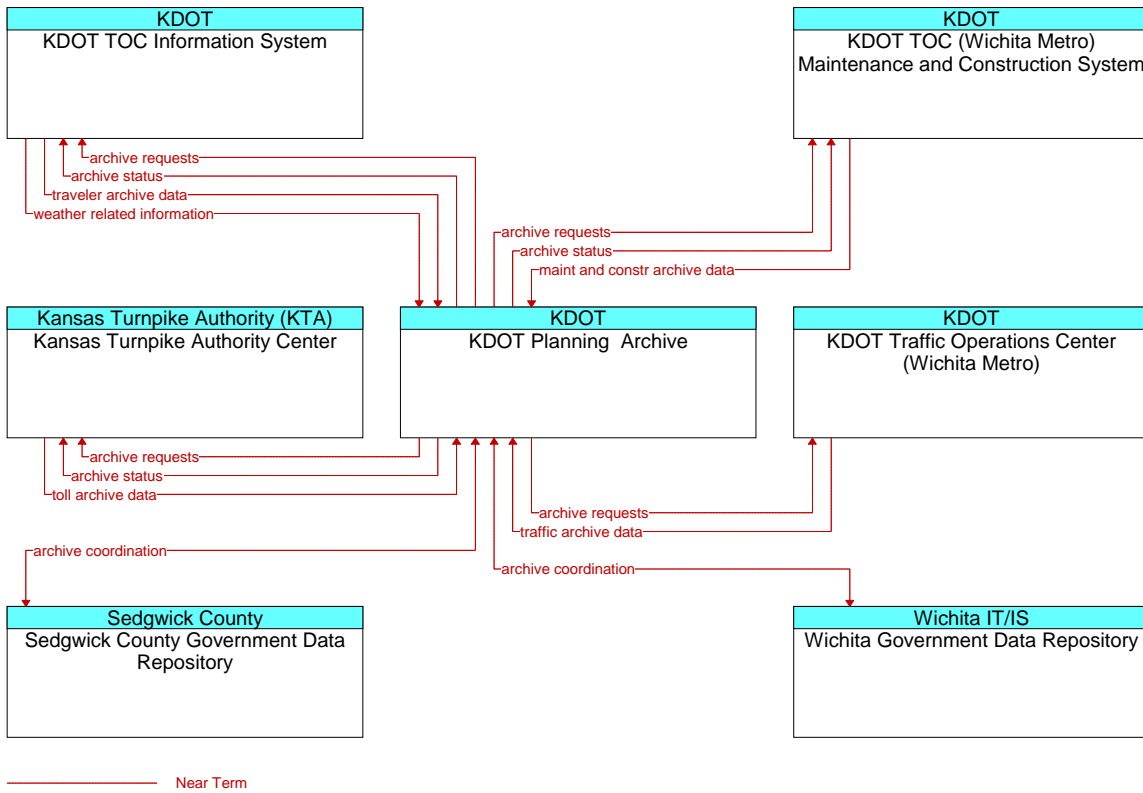 KDOT
KDOT TOC Information System
KDOT
KDOT TOC (Wichita Metro)
Maintenance and Construction System
archive requests
archive status
traveler archive data
weather related information
archive requests
archive status
maint and constr archive data
Kansas Turnpike Authority (KTA)
Kansas Turnpike Authority Center
KDOT
KDOT Planning  Archive
KDOT
KDOT Traffic Operations Center
(Wichita Metro)
archive requests
archive status
toll archive data
archive requests
traffic archive data
archive coordination
archive coordination
Sedgwick County
Sedgwick County Government Data
Repository
Wichita IT/IS
Wichita Government Data Repository
Near Term